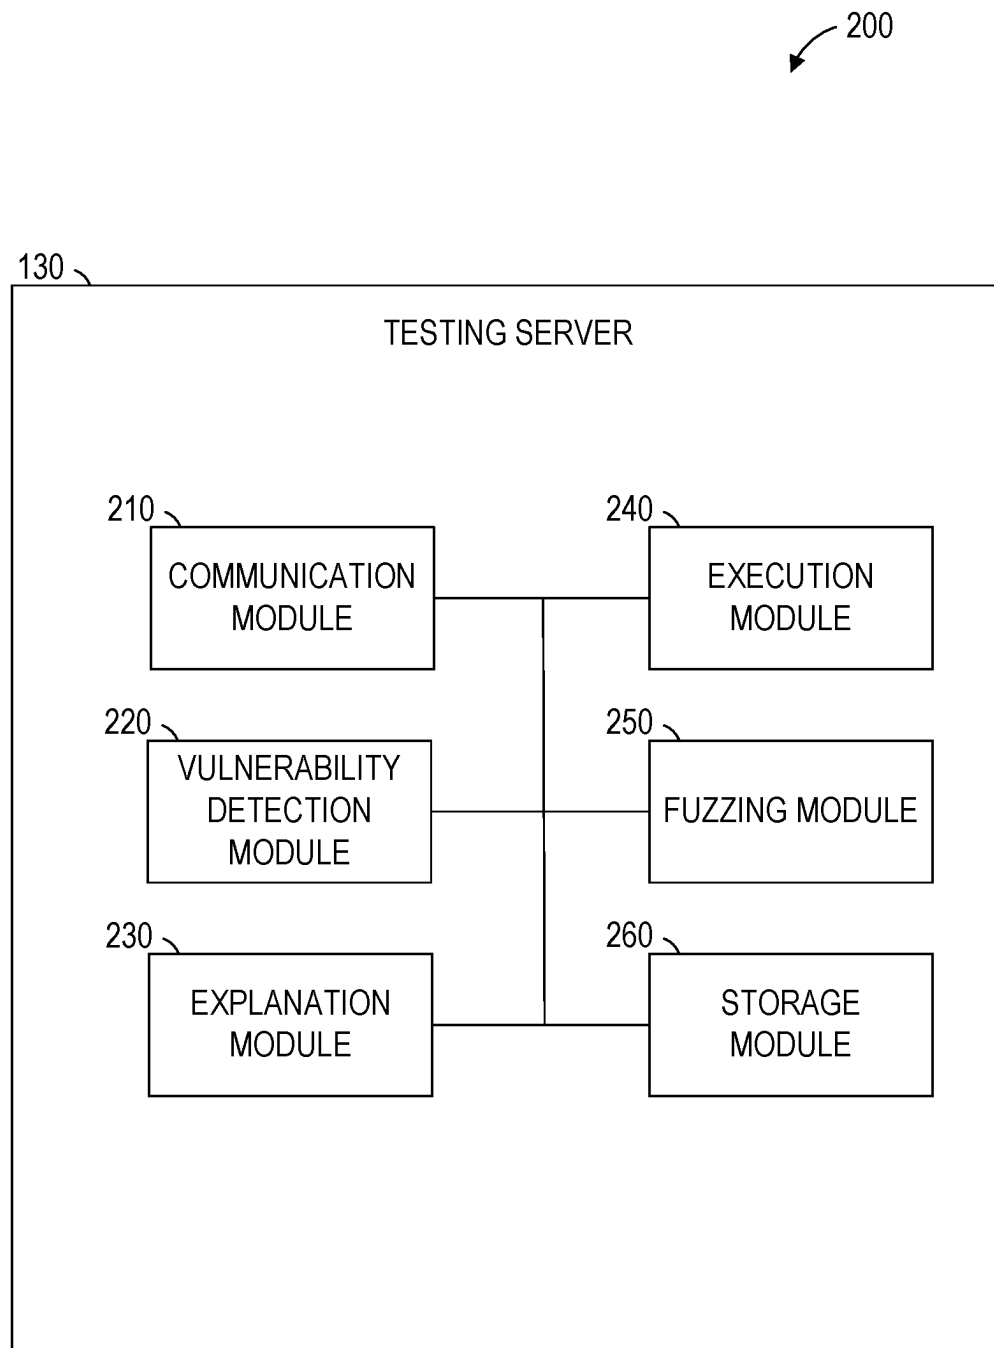 200
130
TESTING SERVER
210
COMMUNICATION
MODULE
240
EXECUTION
MODULE
220
VULNERABILITY
DETECTION
MODULE
250
FUZZING MODULE
230
EXPLANATION
MODULE
260
STORAGE
MODULE